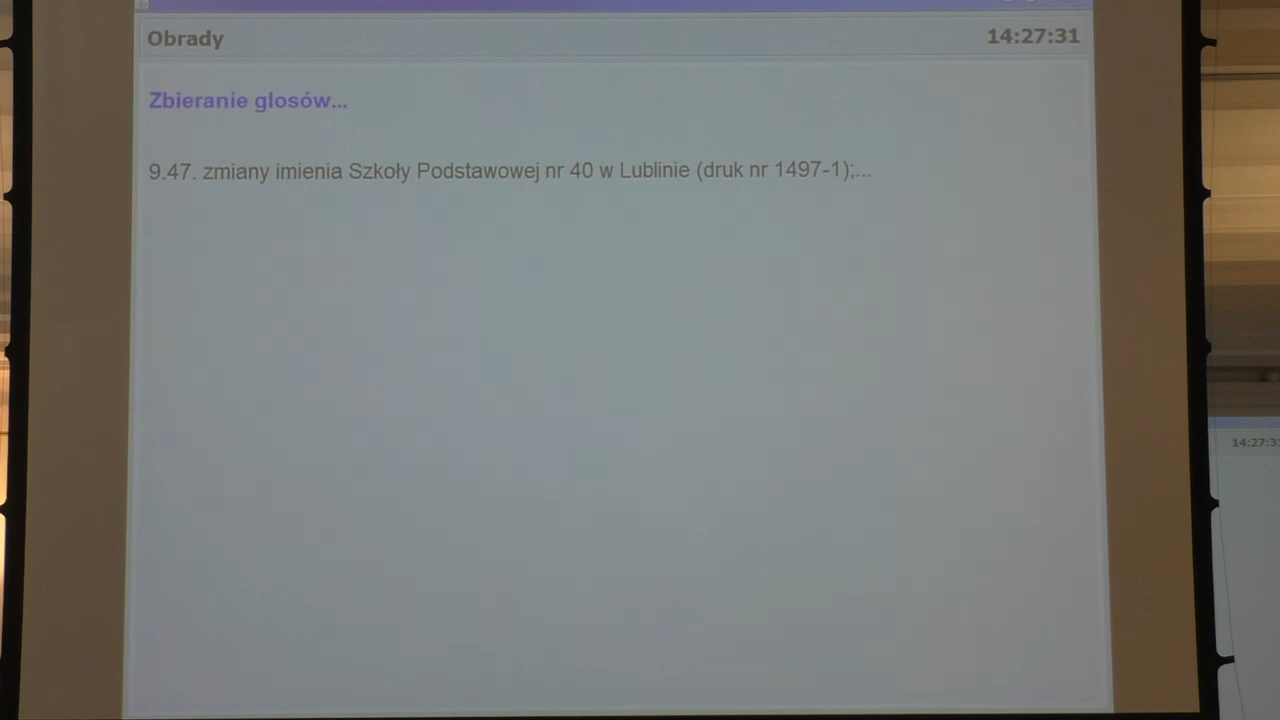 Obrady
14:27:31
Zbieranie głosów...
9.47. zmiany imienia Szkoły Podstawowej nr 40 w Lublinie (druk nr 1497-1);...
14:27:3